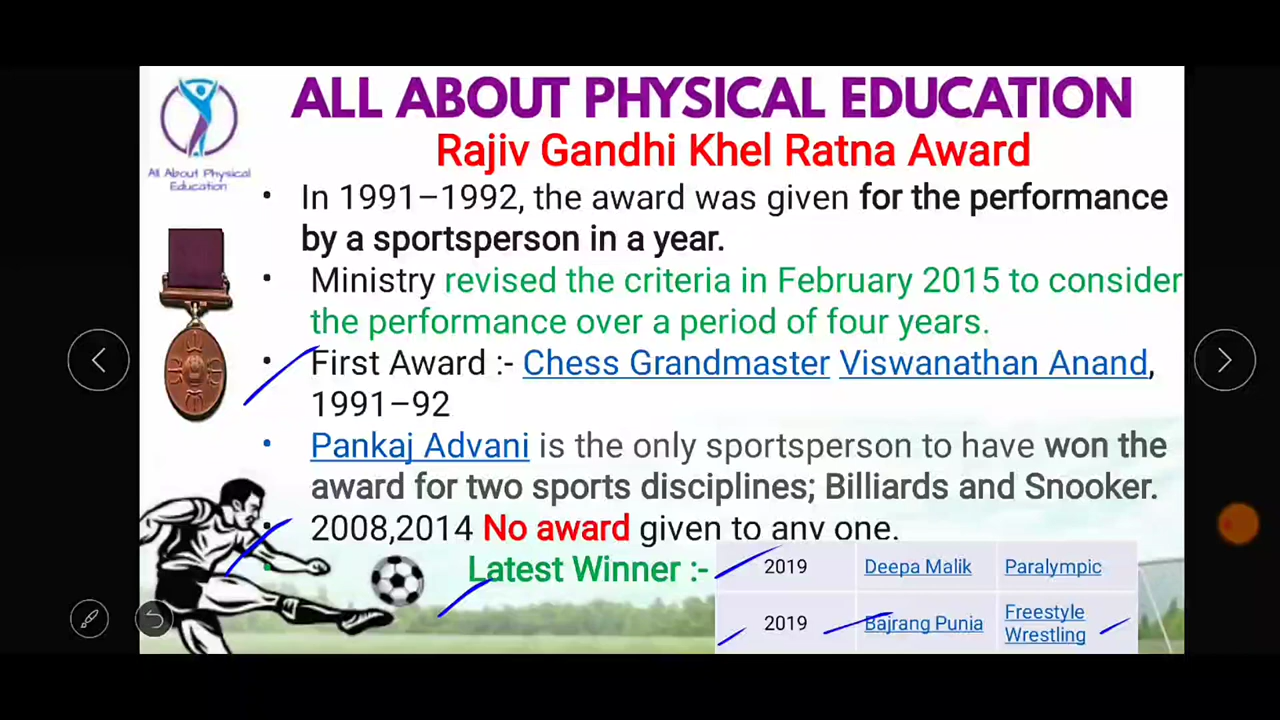 ALL ABOUT PHYSICAL EDUCATION
All About Physical
Education
Rajiv Gandhi Khel Ratna Award
• In 1991–1992, the award was given for the performance
by a sportsperson in a year.
• Ministry revised the criteria in February 2015 to consider
the performance over a period of four years.
• First Award :- Chess Grandmaster Viswanathan Anand,
1991–92
• Pankaj Advani is the only sportsperson to have won the
award for two sports disciplines; Billiards and Snooker.
• 2008,2014 No award given to any one.
• Latest Winner :-
2019 Deepa Malik Paralympic
2019 Bajrang Punia Freestyle
Wrestling